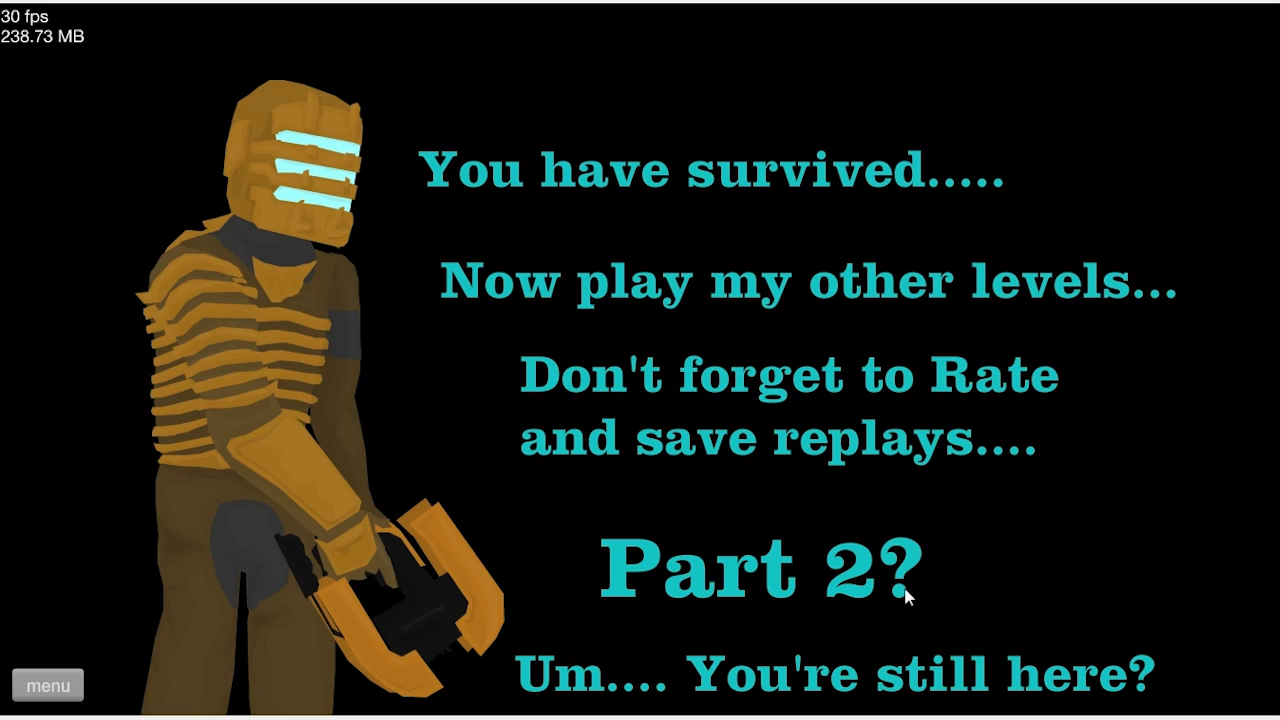 30 fps
238.73 MB
You have survived.....
Now play my other levels...
Don't forget to Rate
and save replays....
Part 2?
Um.... You're still here?
menu